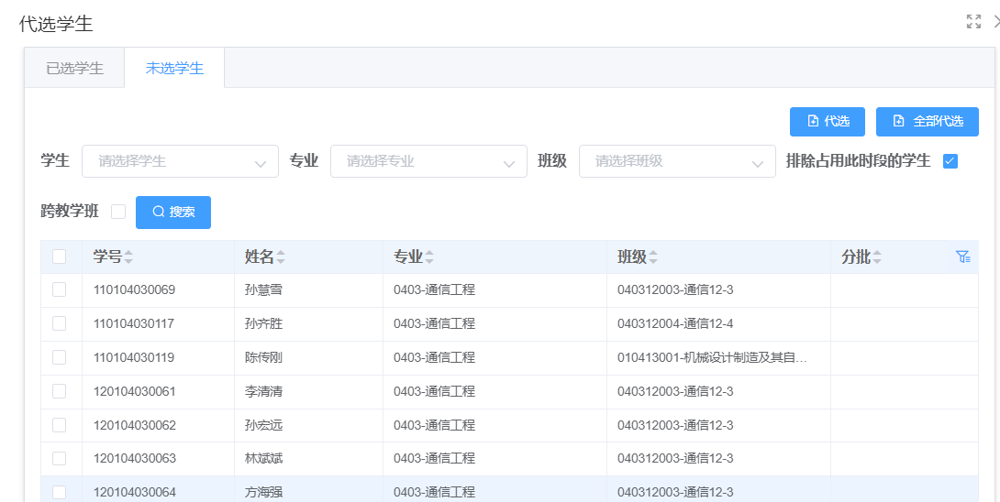 代选学生
已选学生 未选学生
代选 全部代选
学生 请选择学生 专业 请选择专业 班级 请选择班级 排除占用此时段的学生
跨教学班 搜索
学号 姓名 专业 班级 分批
110104030069 孙慧雪 0403-通信工程 040312003-通信12-3
110104030117 孙齐胜 0403-通信工程 040312004-通信12-4
110104030119 陈传刚 0403-通信工程 010413001-机械设计制造及其自…
120104030061 李清清 0403-通信工程 040312003-通信12-3
120104030062 孙宏远 0403-通信工程 040312003-通信12-3
120104030063 林斌斌 0403-通信工程 040312003-通信12-3
120104030064 方海强 0403-通信工程 040312003-通信12-3